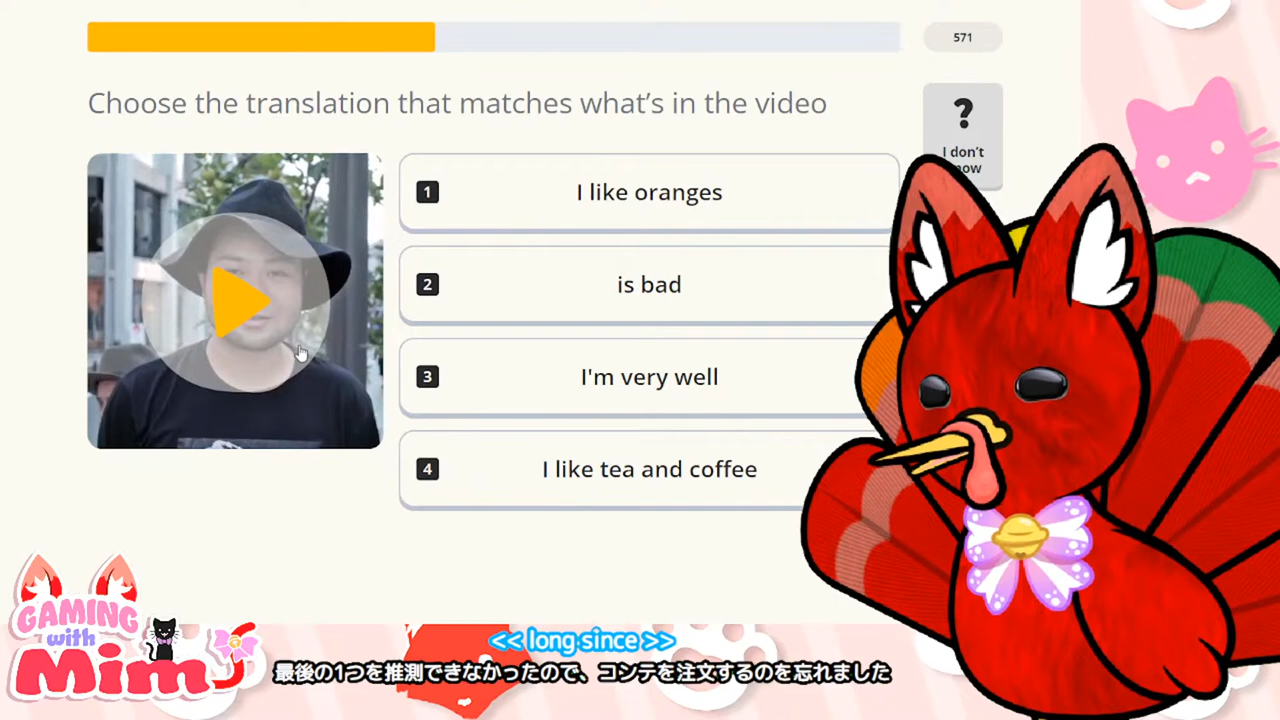 571
Choose the translation that matches what's in the video
?
I don't
1 I like oranges
2 is bad
3 I'm very well
4 I like tea and coffee
GAMING
with
Mim
<< long since >>
最後の1つを推測できなかったので、コンテを注文するのを忘れました